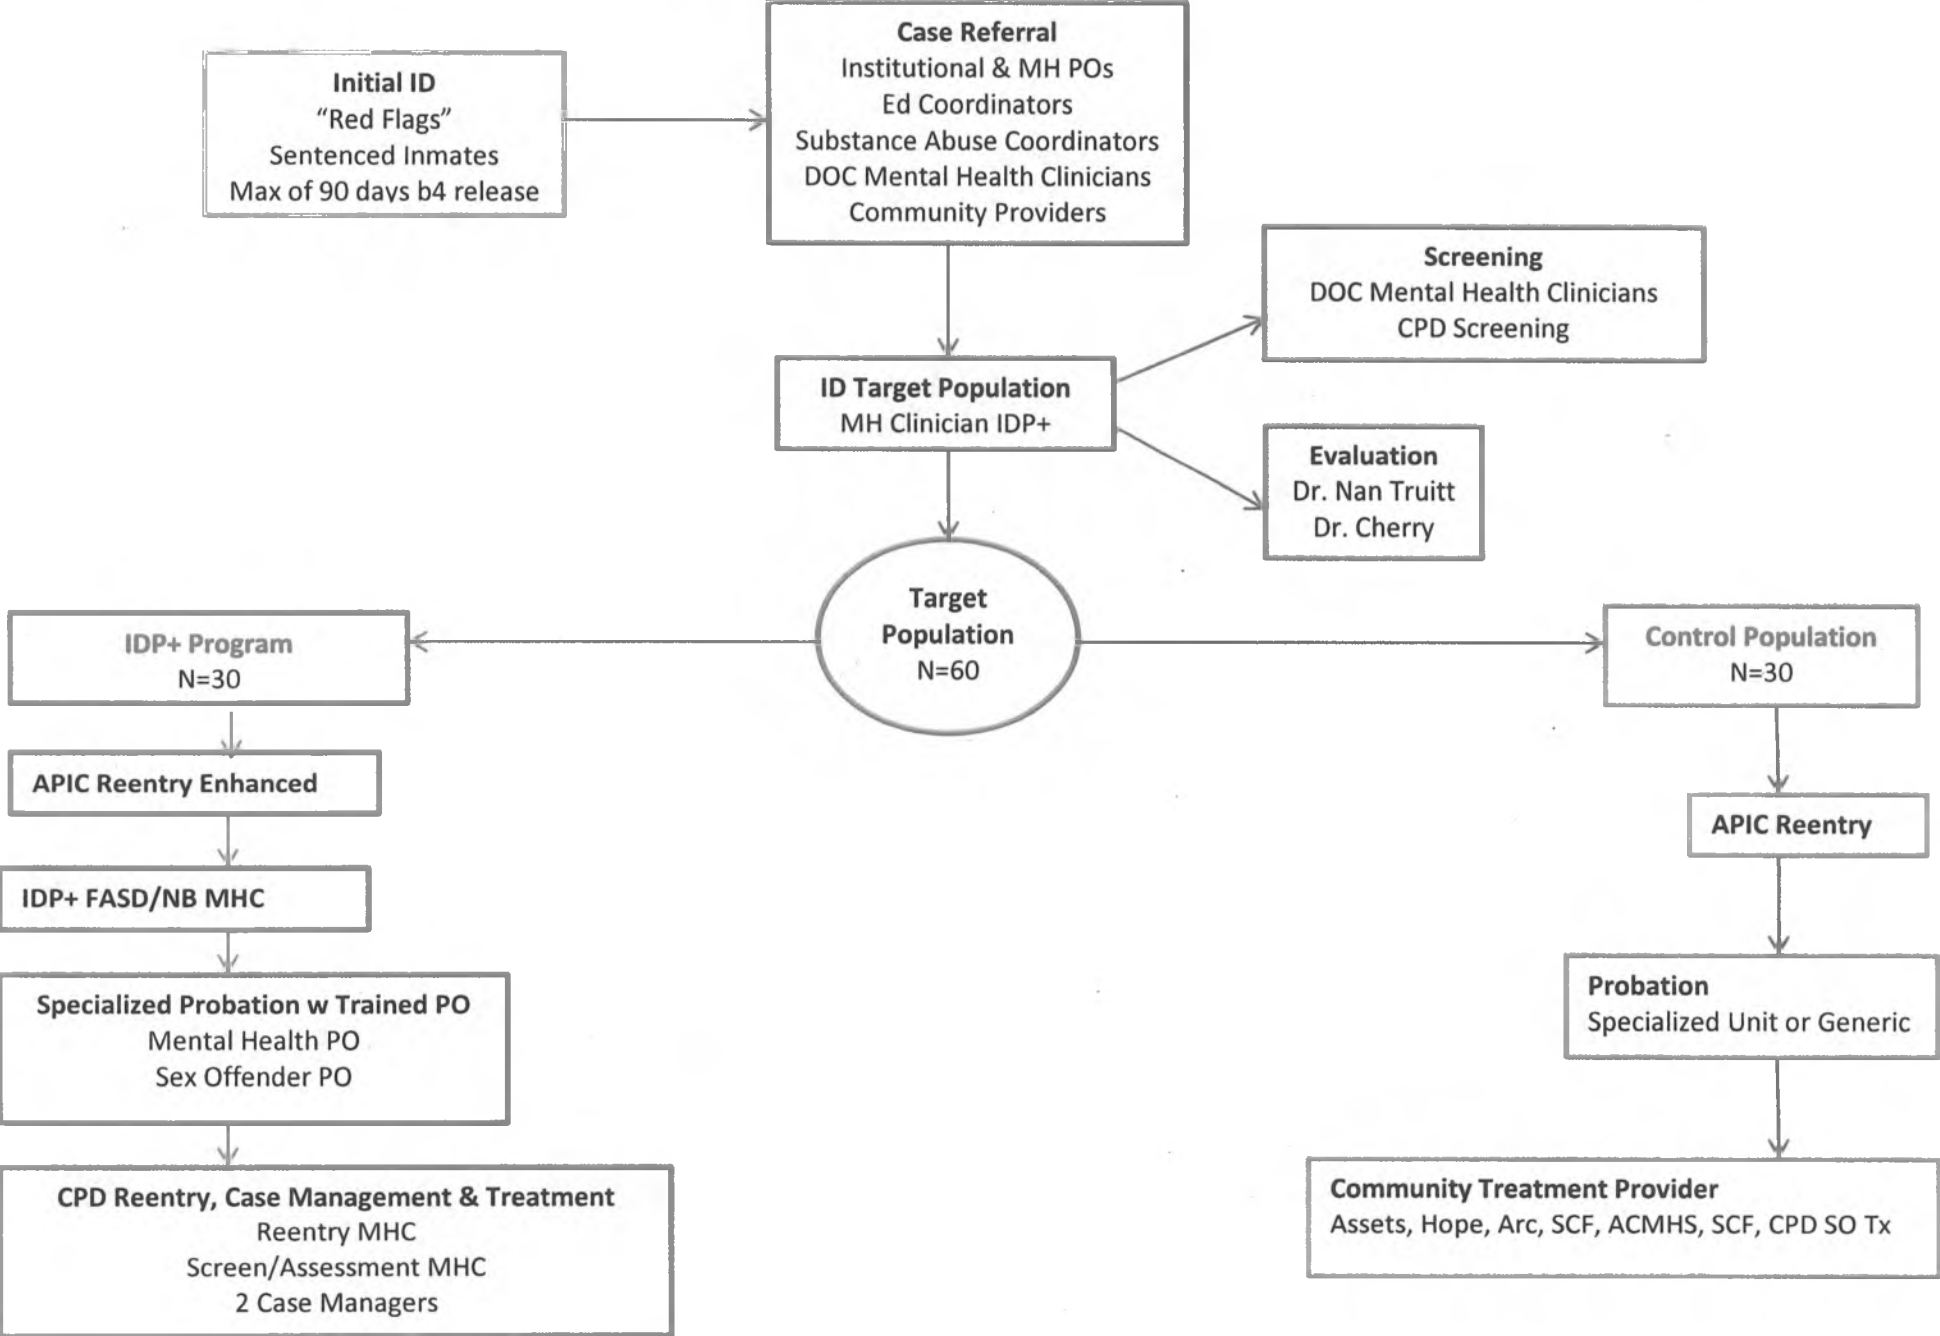 Initial ID
“Red Flags”
Sentenced Inmates
Max of 90 days b4 release
Case Referral
Institutional & MH POs
Ed Coordinators
Substance Abuse Coordinators
DOC Mental Health Clinicians
Community Providers
Screening
DOC Mental Health Clinicians
CPD Screening
ID Target Population
MH Clinician IDP+
Evaluation
Dr. Nan Truitt
Dr. Cherry
Target
Population
N=60
IDP+ Program
N=30
APIC Reentry Enhanced
IDP+ FASD/NB MHC
Specialized Probation w Trained PO
Mental Health PO
Sex Offender PO
CPD Reentry, Case Management & Treatment
Reentry MHC
Screen/Assessment MHC
2 Case Managers
Control Population
N=30
APIC Reentry
Probation
Specialized Unit or Generic
Community Treatment Provider
Assets, Hope, Arc, SCF, ACMHS, SCF, CPD SO Tx